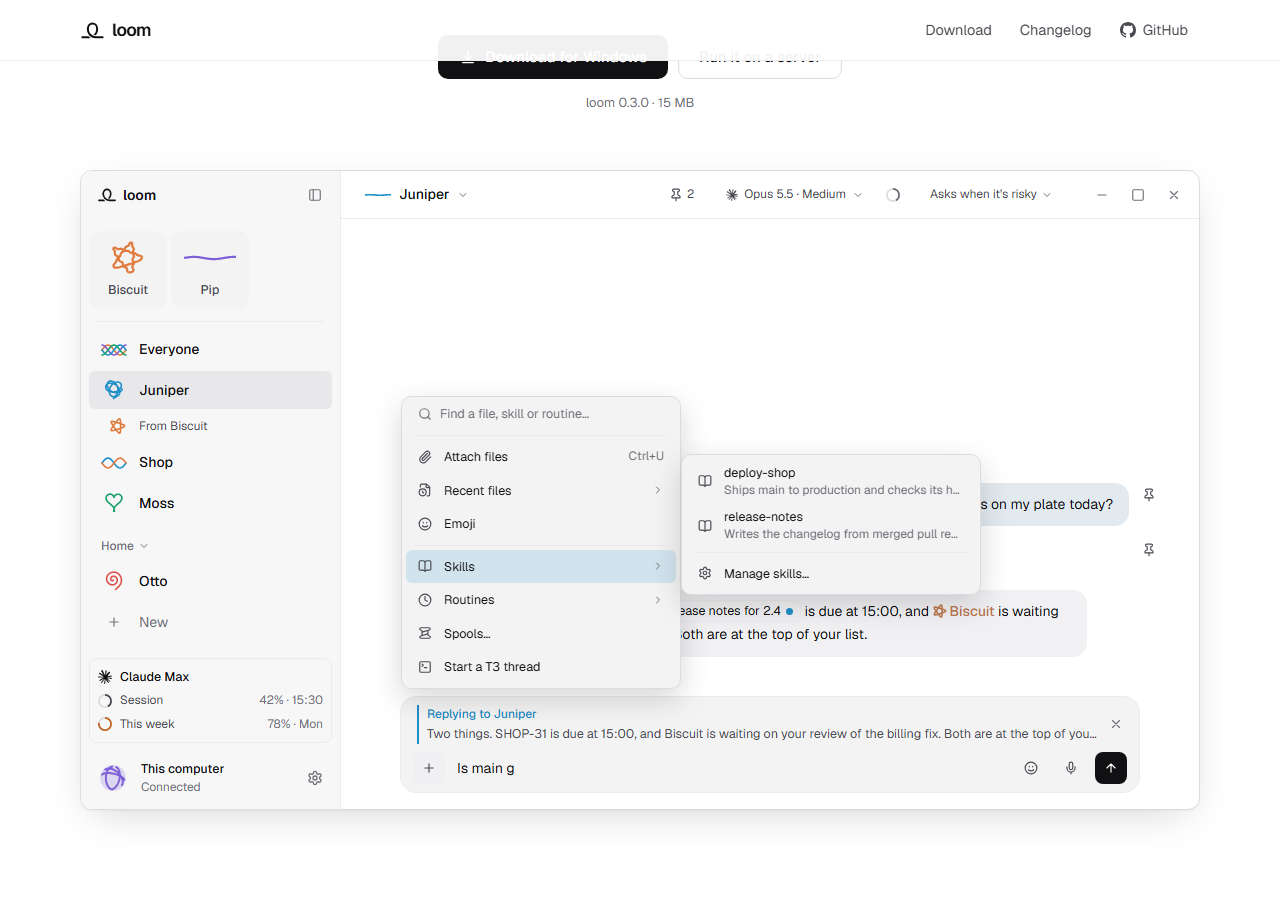 loom
Download
Changelog
GitHub
Download for Windows
Run it on a server
loom 0.3.0 · 15 MB
loom
Juniper
2
Opus 5.5 · Medium
Asks when it's risky
Biscuit
Pip
Everyone
Juniper
From Biscuit
Shop
Moss
Home
Otto
New
Claude Max
Session 42% · 15:30
This week 78% · Mon
This computer
Connected
Find a file, skill or routine…
Attach files Ctrl+U
Recent files
Emoji
Skills
Routines
Spools…
Start a T3 thread
deploy-shop
Ships main to production and checks its h…
release-notes
Writes the changelog from merged pull re…
Manage skills…
s on my plate today?
ease notes for 2.4 is due at 15:00, and Biscuit is waiting
oth are at the top of your list.
Replying to Juniper
Two things. SHOP-31 is due at 15:00, and Biscuit is waiting on your review of the billing fix. Both are at the top of you…
Is main g